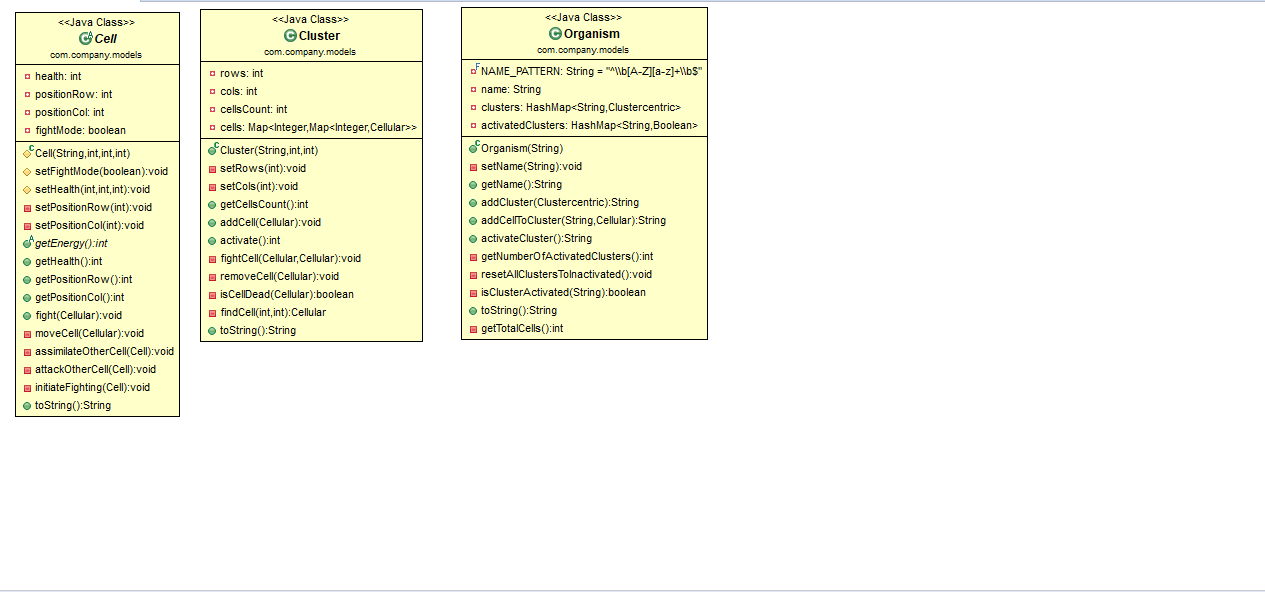 <<Java Class>>
Cell
com.company.models
health: int
positionRow: int
positionCol: int
fightMode: boolean
Cell(String,int,int,int)
setFightMode(boolean):void
setHealth(int,int,int):void
setPositionRow(int):void
setPositionCol(int):void
getEnergy():int
getHealth():int
getPositionRow():int
getPositionCol():int
fight(Cellular):void
moveCell(Cellular):void
assimilateOtherCell(Cell):void
attackOtherCell(Cell):void
initiateFighting(Cell):void
toString():String
<<Java Class>>
Cluster
com.company.models
rows: int
cols: int
cellsCount: int
cells: Map<Integer,Map<Integer,Cellular>>
Cluster(String,int,int)
setRows(int):void
setCols(int):void
getCellsCount():int
addCell(Cellular):void
activate():int
fightCell(Cellular,Cellular):void
removeCell(Cellular):void
isCellDead(Cellular):boolean
findCell(int,int):Cellular
toString():String
<<Java Class>>
Organism
com.company.models
NAME_PATTERN: String = "^\\b[A-Z][a-z]+\\b$"
name: String
clusters: HashMap<String,Clustercentric>
activatedClusters: HashMap<String,Boolean>
Organism(String)
setName(String):void
getName():String
addCluster(Clustercentric):String
addCellToCluster(String,Cellular):String
activateCluster():String
getNumberOfActivatedClusters():int
resetAllClustersToInactivated():void
isClusterActivated(String):boolean
toString():String
getTotalCells():int